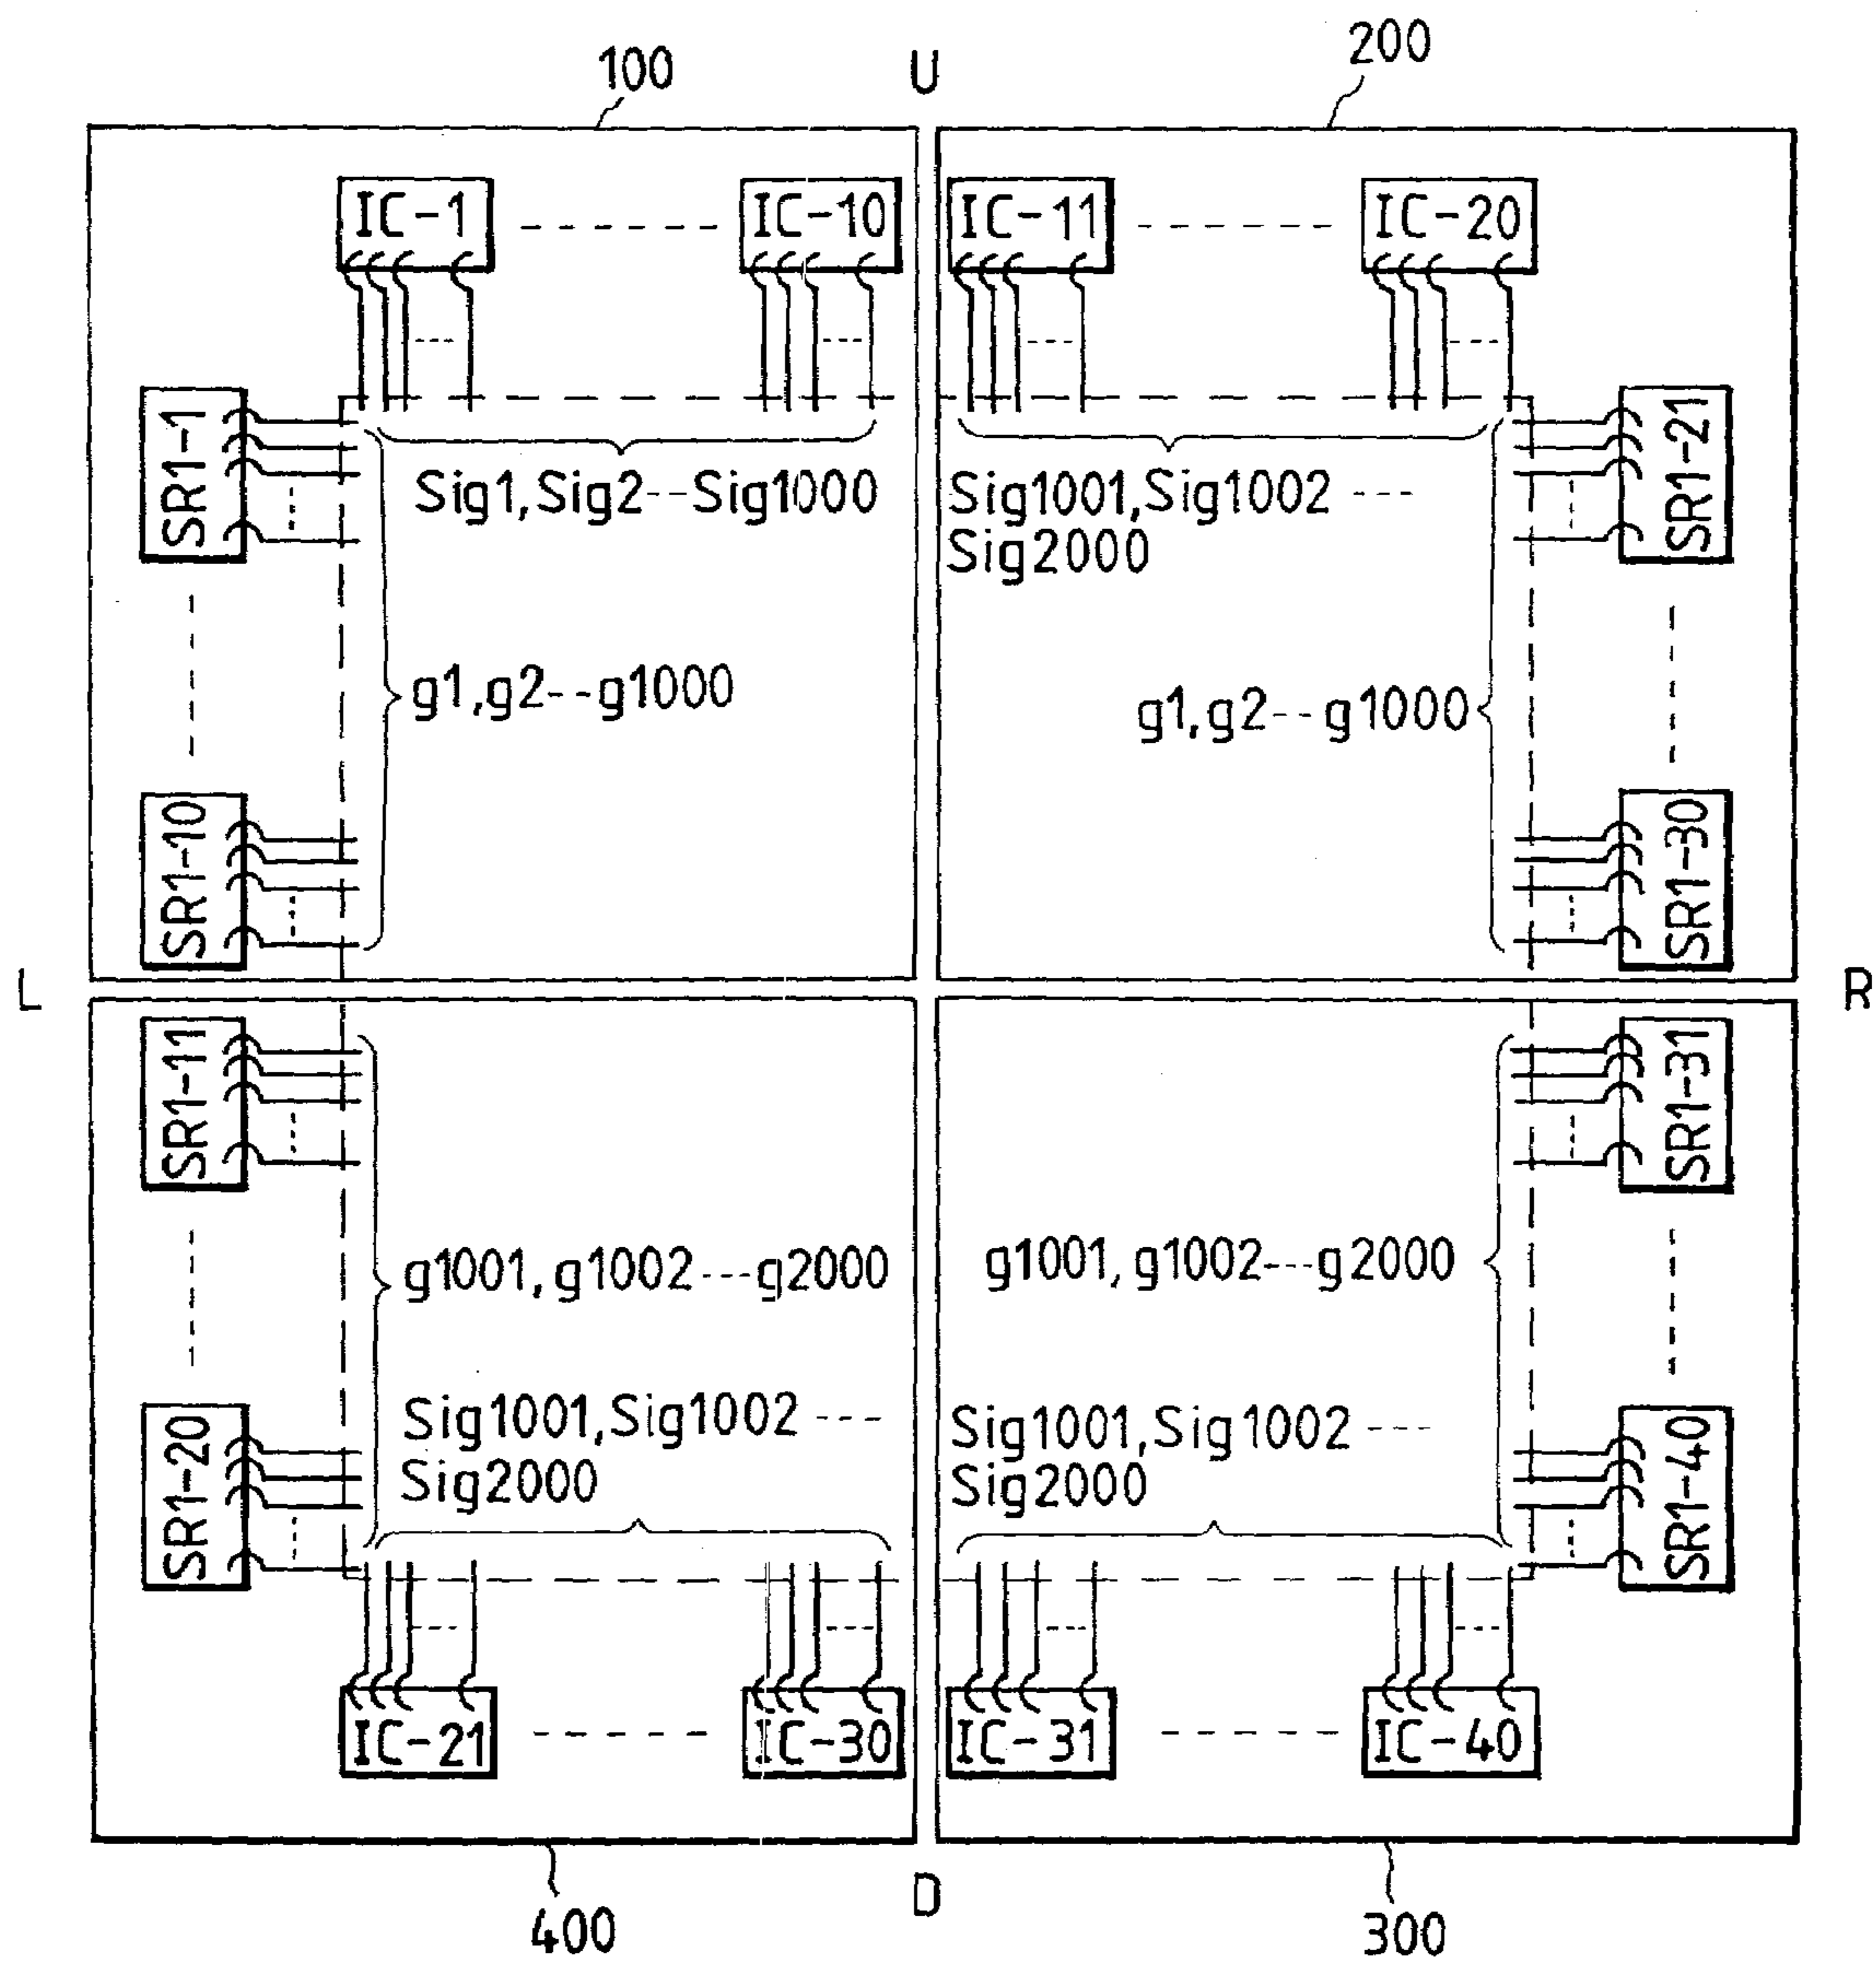 100
U
200
IC-1
IC-10
IC-11
IC-20
SR1-1
Sig1,Sig2--Sig1000
Sig1001,Sig1002---
Sig2000
SR1-21
g1,g2--g1000
g1,g2--g1000
SR1-10
SR1-30
L
R
SR1-11
SR1-31
g1001,g1002---g2000
g1001,g1002---g2000
SR1-20
Sig1001,Sig1002---
Sig2000
Sig1001,Sig1002---
Sig2000
SR1-40
IC-21
IC-30
IC-31
IC-40
400
D
300